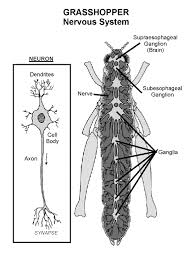 GRASSHOPPER
Nervous System
NEURON
Dendrites
Cell
Body
Axon
SYNAPSE
Supraesophageal
Ganglion
(Brain)
Nerve
Subesophageal
Ganglion
Ganglia